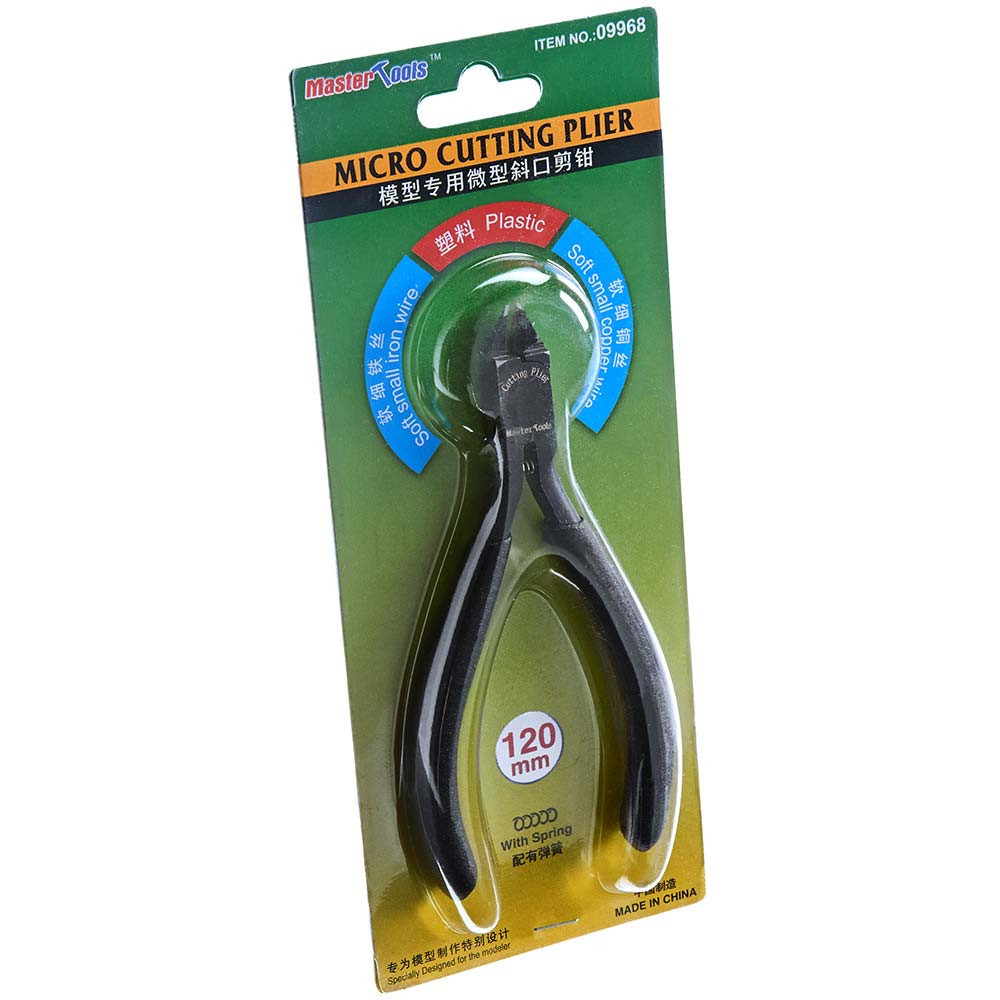 ITEM NO.:09968
MasterTools™
MICRO CUTTING PLIER
模型专用微型斜口剪钳
塑料 Plastic
软细铁丝
Soft small iron wire
软细铜丝
Soft small copper wire
Cutting Plier
Master Tools
120
mm
With Spring
配有弹簧
中国制造
MADE IN CHINA
专为模型制作特别设计
Specially Designed for the modeler